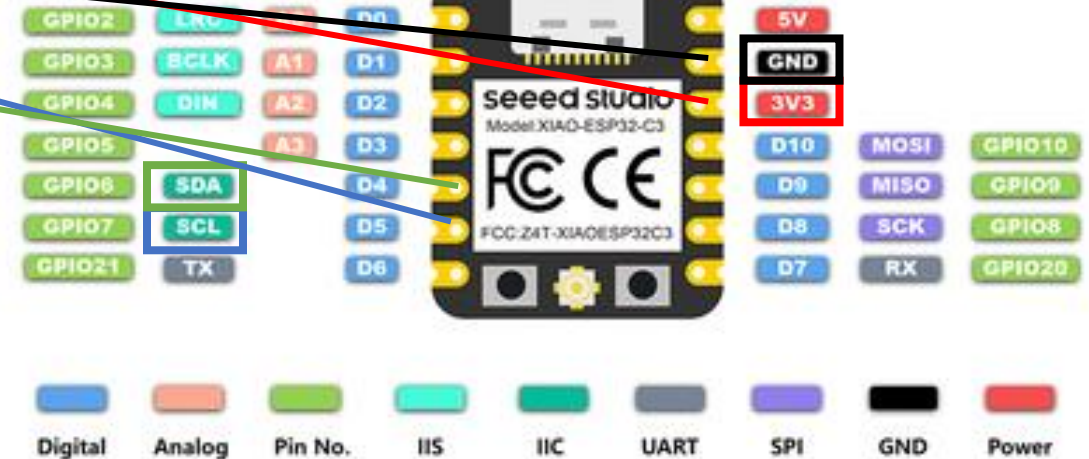 GPIO2 LRC D0 5V
GPIO3 BCLK A1 D1 GND
GPIO4 DIN A2 D2 seeed studio 3V3
Model:XIAO-ESP32-C3
GPIO5 A3 D3 D10 MOSI GPIO10
GPIO6 SDA D4 FC CE D9 MISO GPIO9
GPIO7 SCL D5 FCC:Z4T-XIAOESP32C3 D8 SCK GPIO8
GPIO21 TX D6 D7 RX GPIO20
Digital Analog Pin No. IIS IIC UART SPI GND Power